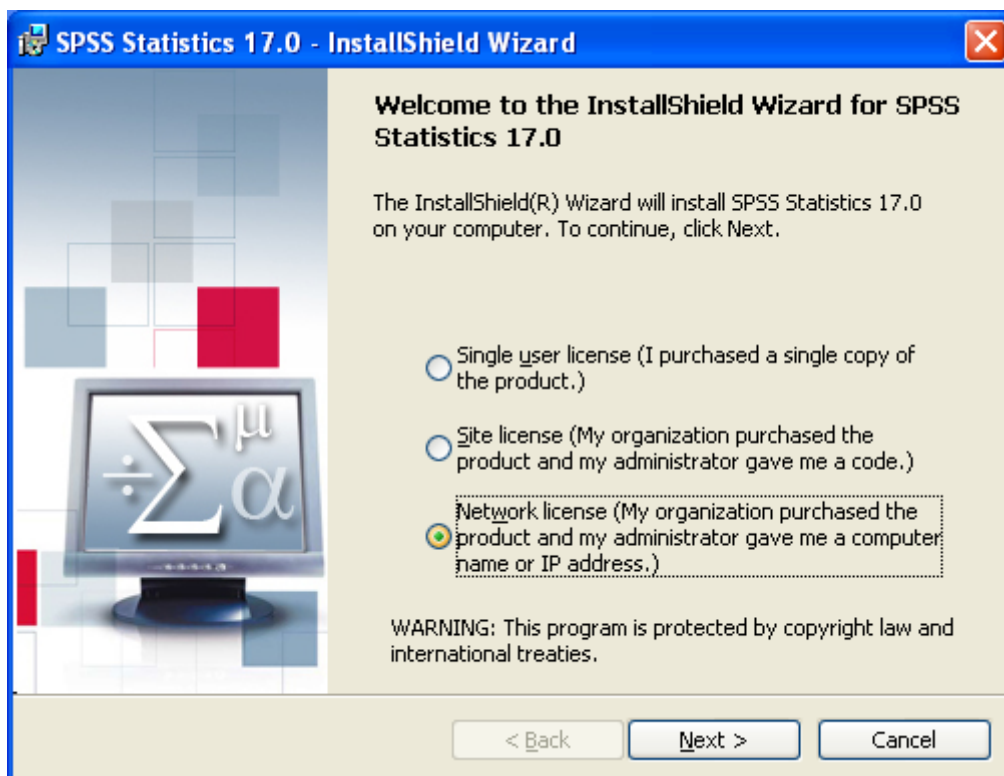 SPSS Statistics 17.0 - InstallShield Wizard
Welcome to the InstallShield Wizard for SPSS
Statistics 17.0
The InstallShield(R) Wizard will install SPSS Statistics 17.0
on your computer. To continue, click Next.
Single user license (I purchased a single copy of
the product.)
Site license (My organization purchased the
product and my administrator gave me a code.)
Network license (My organization purchased the
product and my administrator gave me a computer
name or IP address.)
÷Σμα
WARNING: This program is protected by copyright law and
international treaties.
< Back Next > Cancel